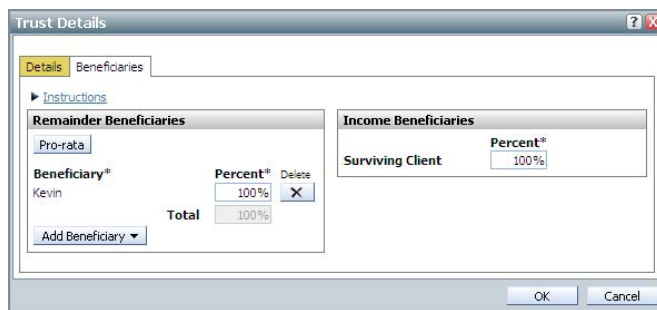 Trust Details
?
Details Beneficiaries
Instructions
Remainder Beneficiaries
Pro-rata
Beneficiary* Percent* Delete
Kevin 100% X
Total 100%
Add Beneficiary
Income Beneficiaries
Percent*
Surviving Client 100%
OK Cancel